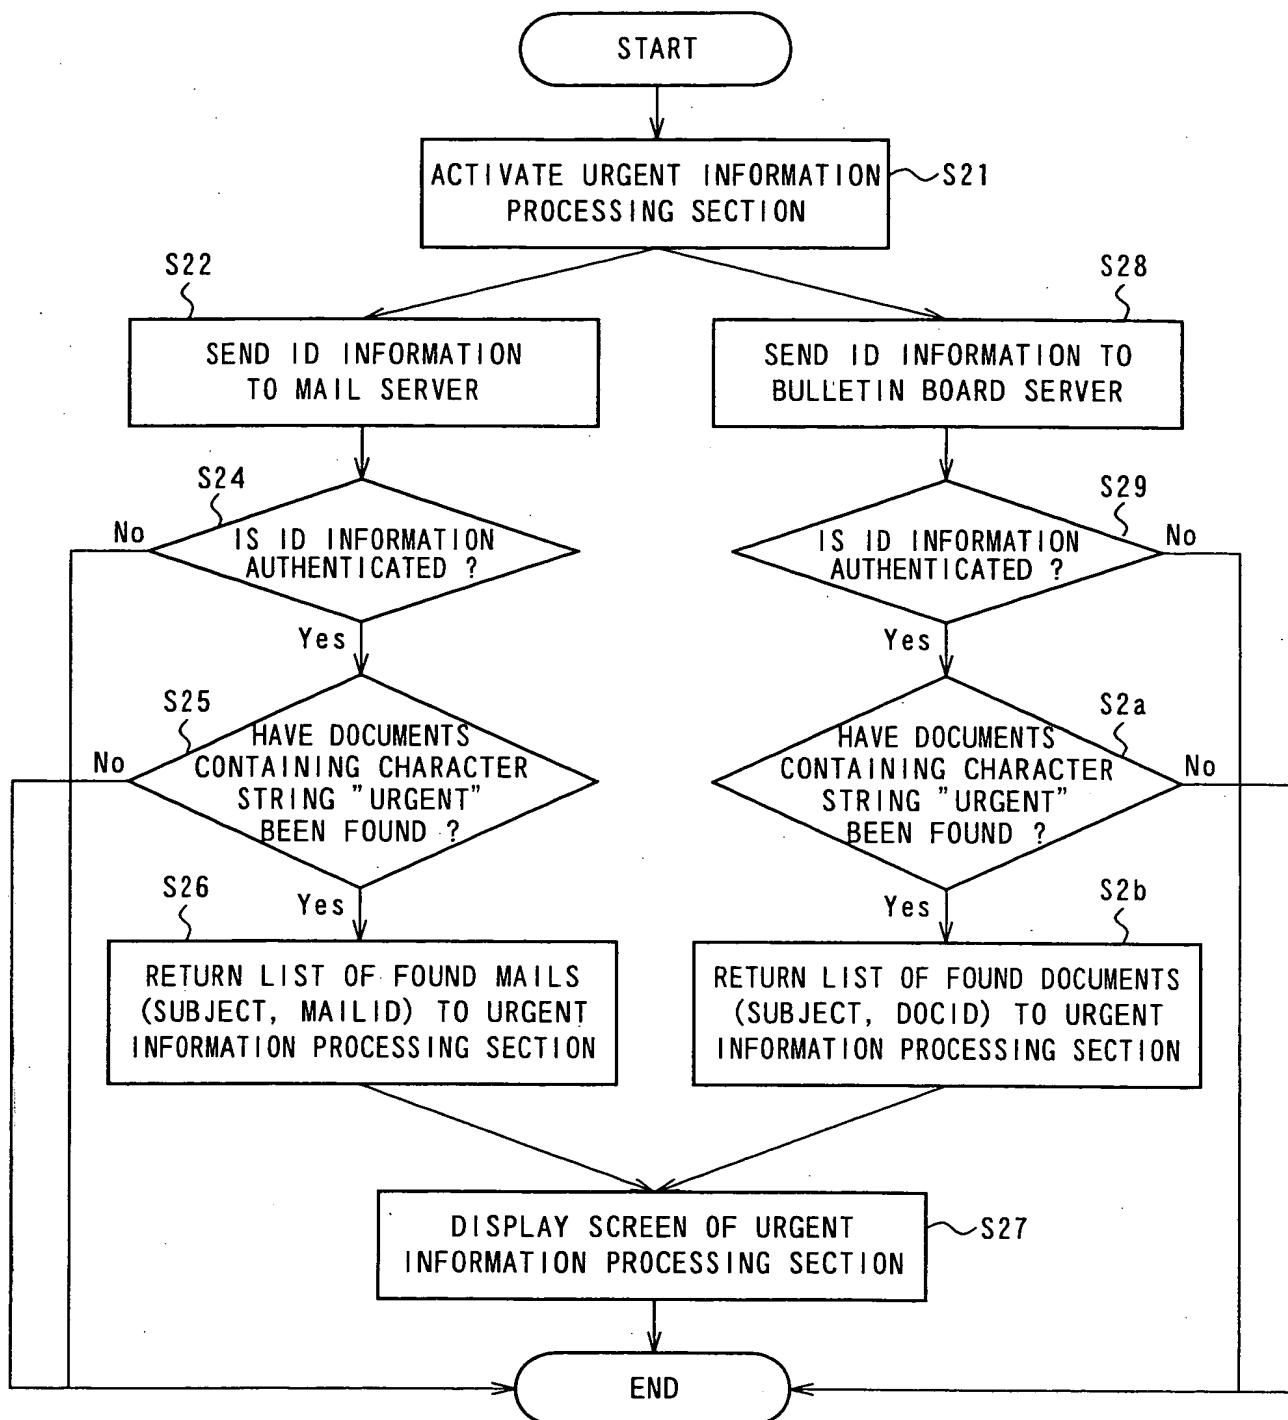 START
ACTIVATE URGENT INFORMATION
PROCESSING SECTION
S21
S22
SEND ID INFORMATION
TO MAIL SERVER
S28
SEND ID INFORMATION TO
BULLETIN BOARD SERVER
S24
No
IS ID INFORMATION
AUTHENTICATED ?
Yes
S29
No
IS ID INFORMATION
AUTHENTICATED ?
Yes
S25
No
HAVE DOCUMENTS
CONTAINING CHARACTER
STRING "URGENT"
BEEN FOUND ?
Yes
S2a
No
HAVE DOCUMENTS
CONTAINING CHARACTER
STRING "URGENT"
BEEN FOUND ?
Yes
S26
RETURN LIST OF FOUND MAILS
(SUBJECT, MAILID) TO URGENT
INFORMATION PROCESSING SECTION
S2b
RETURN LIST OF FOUND DOCUMENTS
(SUBJECT, DOCID) TO URGENT
INFORMATION PROCESSING SECTION
DISPLAY SCREEN OF URGENT
INFORMATION PROCESSING SECTION
S27
END